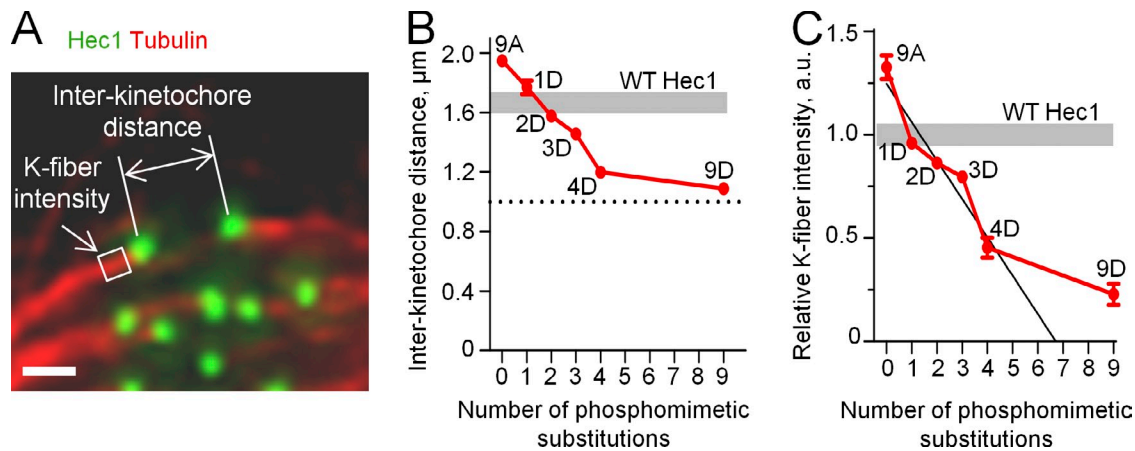 A
Hec1 Tubulin
Inter-kinetochore
distance
K-fiber
intensity
B
Inter-kinetochore distance, μm
2.0
1.6
1.2
0.8
0.4
0
9A
1D
WT Hec1
2D
3D
4D
9D
0 1 2 3 4 5 6 7 8 9
Number of phosphomimetic
substitutions
C
Relative K-fiber intensity, a.u.
1.5
1.0
0.5
0
9A
WT Hec1
1D
2D
3D
4D
9D
0 1 2 3 4 5 6 7 8 9
Number of phosphomimetic
substitutions